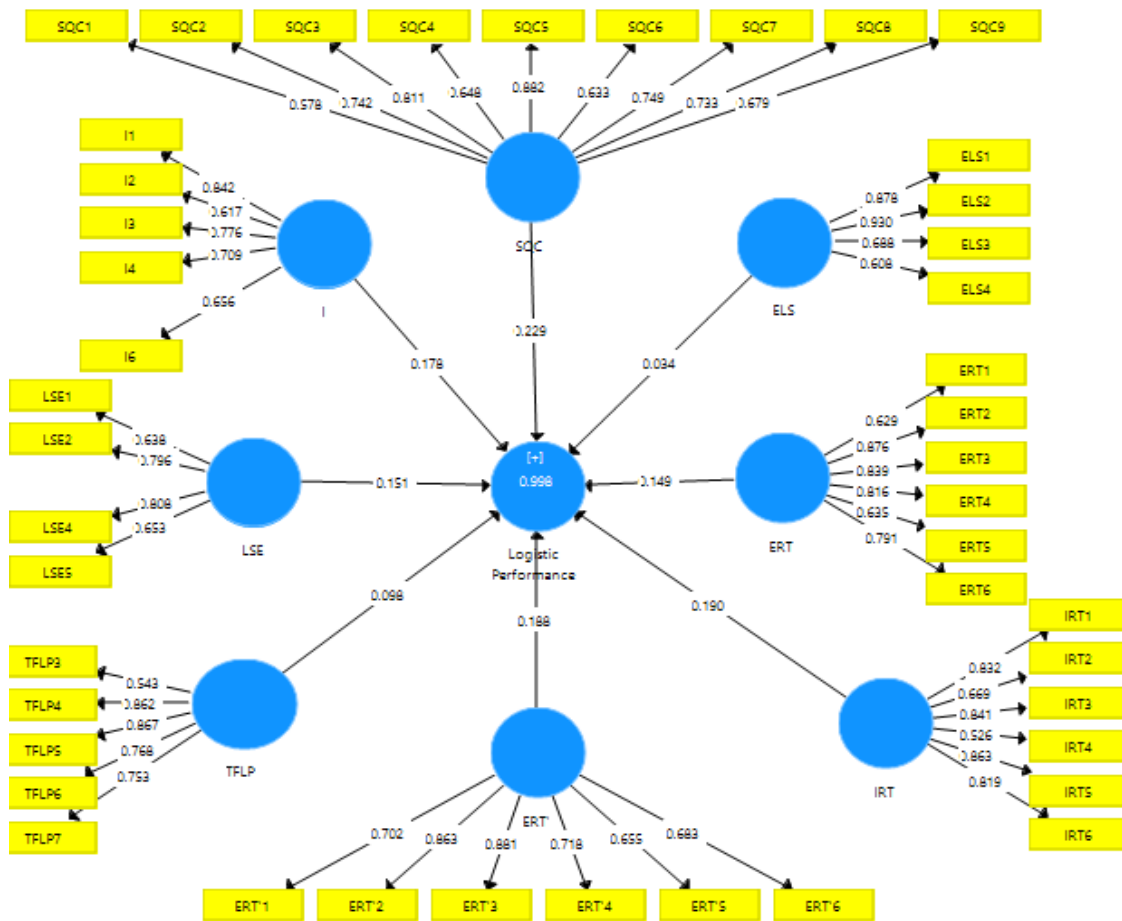 SQC1 SQC2 SQC3 SQC4 SQC5 SQC6 SQC7 SQC8 SQC9
0.578 0.742 0.811 0.648 0.882 0.633 0.749 0.733 0.679
SQC
0.229
I1
I2
I3
I4
I6
0.842
0.617
0.776
0.709
0.656
I
0.178
ELS1
ELS2
ELS3
ELS4
0.878
0.930
0.688
0.608
ELS
0.034
LSE1
LSE2
LSE4
LSE5
0.638
0.796
0.808
0.653
LSE
0.151
[+]
0.998
Logistic
Performance
ERT1
ERT2
ERT3
ERT4
ERT5
ERT6
0.629
0.876
0.839
0.816
0.635
0.791
ERT
0.149
TFLP3
TFLP4
TFLP5
TFLP6
TFLP7
0.543
0.862
0.867
0.768
0.753
TFLP
0.098
0.188
ERT'
0.702 0.863 0.881 0.718 0.655 0.683
ERT'1 ERT'2 ERT'3 ERT'4 ERT'5 ERT'6
0.190
IRT
0.832
0.669
0.841
0.526
0.863
0.819
IRT1
IRT2
IRT3
IRT4
IRT5
IRT6